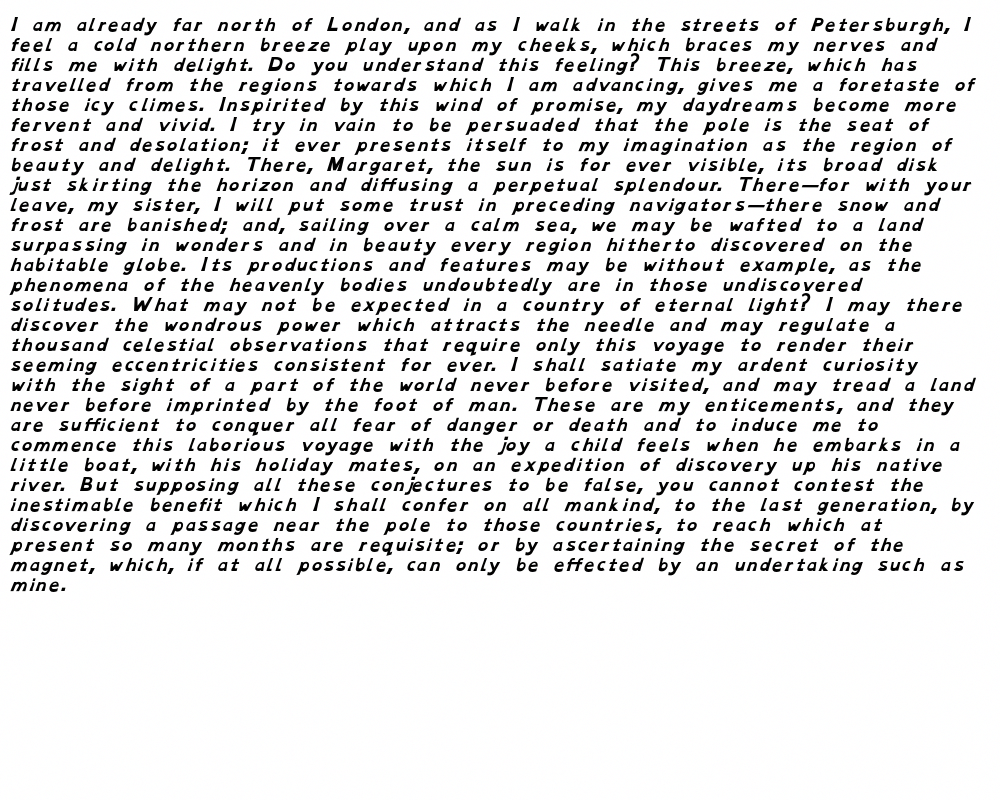 I am already far north of London, and as I walk in the streets of Petersburgh, I
feel a cold northern breeze play upon my cheeks, which braces my nerves and
fills me with delight. Do you understand this feeling? This breeze, which has
travelled from the regions towards which I am advancing, gives me a foretaste of
those icy climes. Inspirited by this wind of promise, my daydreams become more
fervent and vivid. I try in vain to be persuaded that the pole is the seat of
frost and desolation; it ever presents itself to my imagination as the region of
beauty and delight. There, Margaret, the sun is for ever visible, its broad disk
just skirting the horizon and diffusing a perpetual splendour. There—for with your
leave, my sister, I will put some trust in preceding navigators—there snow and
frost are banished; and, sailing over a calm sea, we may be wafted to a land
surpassing in wonders and in beauty every region hitherto discovered on the
habitable globe. Its productions and features may be without example, as the
phenomena of the heavenly bodies undoubtedly are in those undiscovered
solitudes. What may not be expected in a country of eternal light? I may there
discover the wondrous power which attracts the needle and may regulate a
thousand celestial observations that require only this voyage to render their
seeming eccentricities consistent for ever. I shall satiate my ardent curiosity
with the sight of a part of the world never before visited, and may tread a land
never before imprinted by the foot of man. These are my enticements, and they
are sufficient to conquer all fear of danger or death and to induce me to
commence this laborious voyage with the joy a child feels when he embarks in a
little boat, with his holiday mates, on an expedition of discovery up his native
river. But supposing all these conjectures to be false, you cannot contest the
inestimable benefit which I shall confer on all mankind, to the last generation, by
discovering a passage near the pole to those countries, to reach which at
present so many months are requisite; or by ascertaining the secret of the
magnet, which, if at all possible, can only be effected by an undertaking such as
mine.